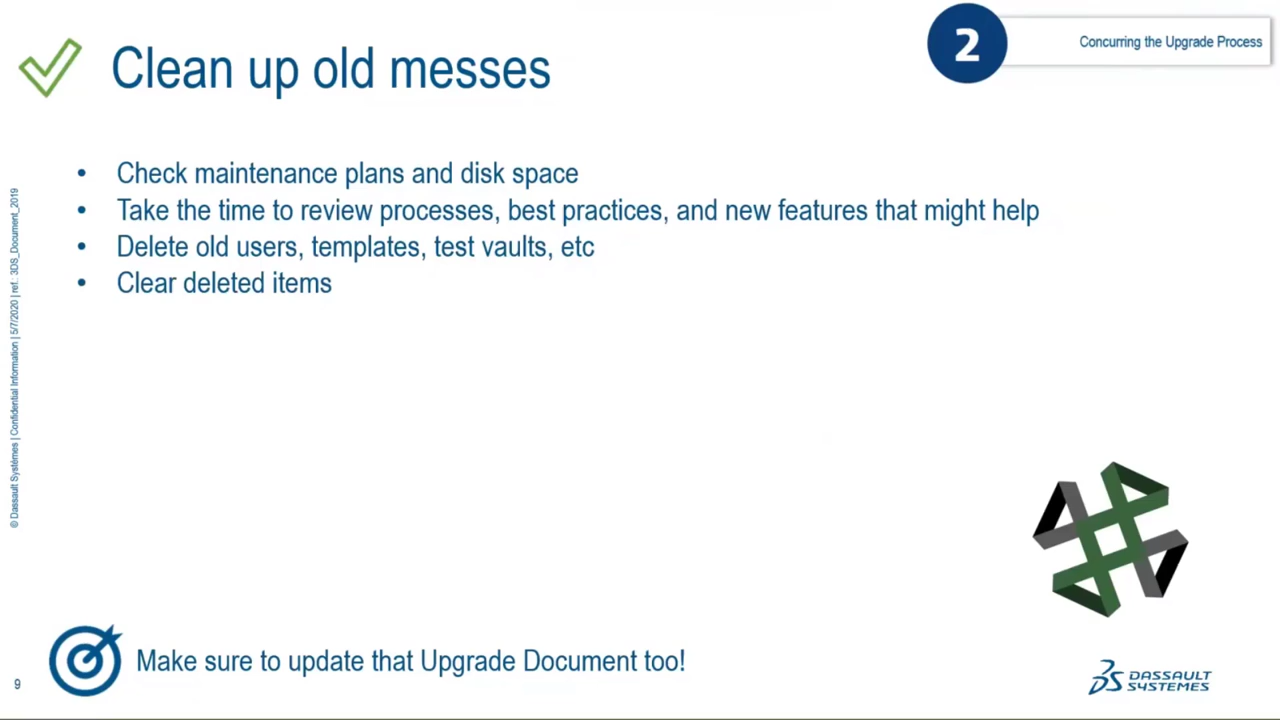 2
Concurring the Upgrade Process
Clean up old messes
• Check maintenance plans and disk space
• Take the time to review processes, best practices, and new features that might help
• Delete old users, templates, test vaults, etc
• Clear deleted items
© Dassault Systèmes | Confidential Information | 5/7/2020 | ref.: 3DS_Document_2019
Make sure to update that Upgrade Document too!
9
3DS DASSAULT
SYSTEMES